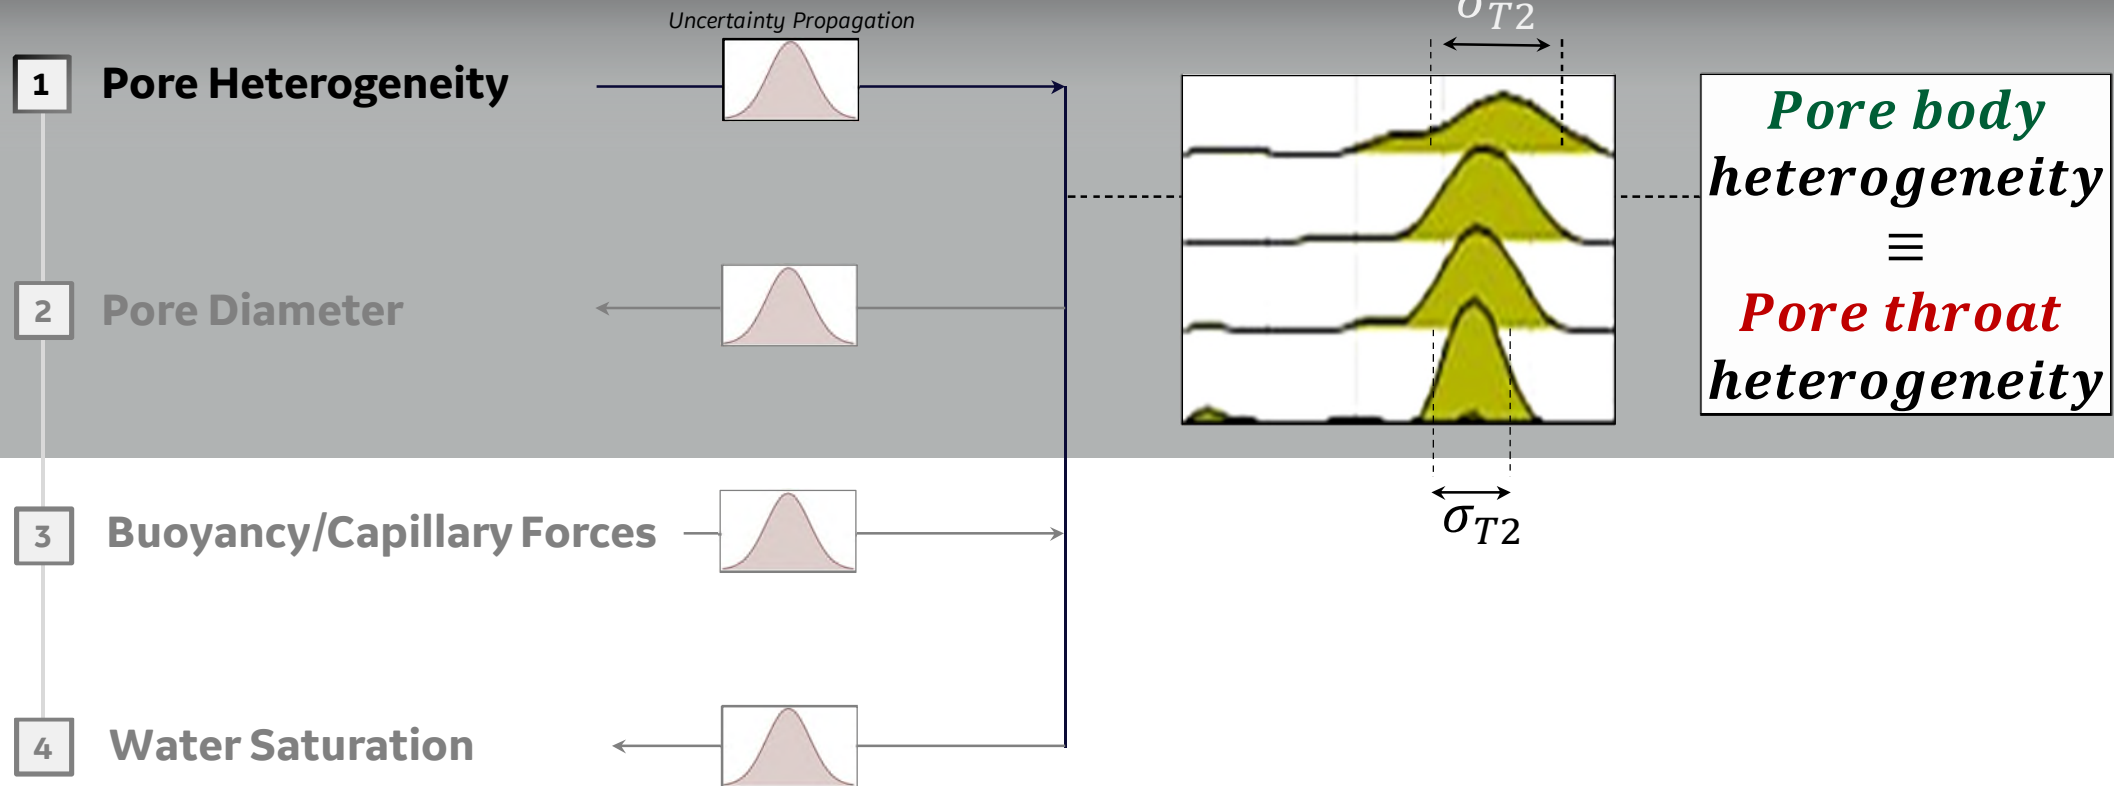 Uncertainty Propagation
1 Pore Heterogeneity
2 Pore Diameter
3 Buoyancy/Capillary Forces
4 Water Saturation
σT2
σT2
Pore body
heterogeneity
≡
Pore throat
heterogeneity